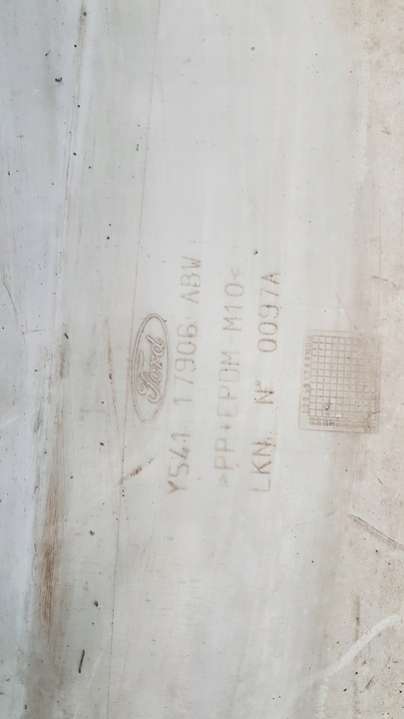 Ford
YS41 17906 ABW
>PP+EPDM-M10<
LKN. N° 0097A